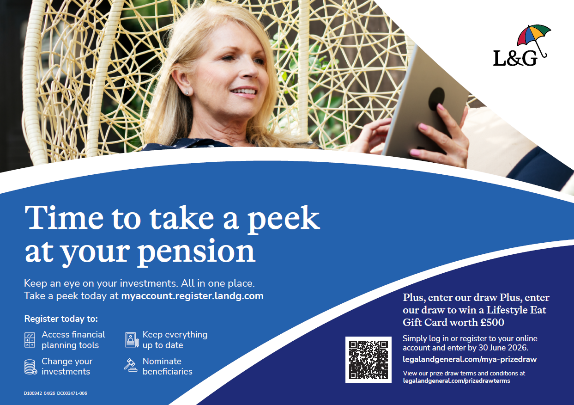 L&G
Time to take a peek
at your pension
Keep an eye on your investments. All in one place.
Take a peek today at myaccount.register.landg.com
Register today to:
Access financial
planning tools
Keep everything
up to date
Change your
investments
Nominate
beneficiaries
Plus, enter our draw Plus, enter
our draw to win a Lifestyle Eat
Gift Card worth £500
Simply log in or register to your online
account and enter by 30 June 2026.
legalandgeneral.com/mya-prizedraw
View our prize draw terms and conditions at
legalandgeneral.com/prizedrawterms